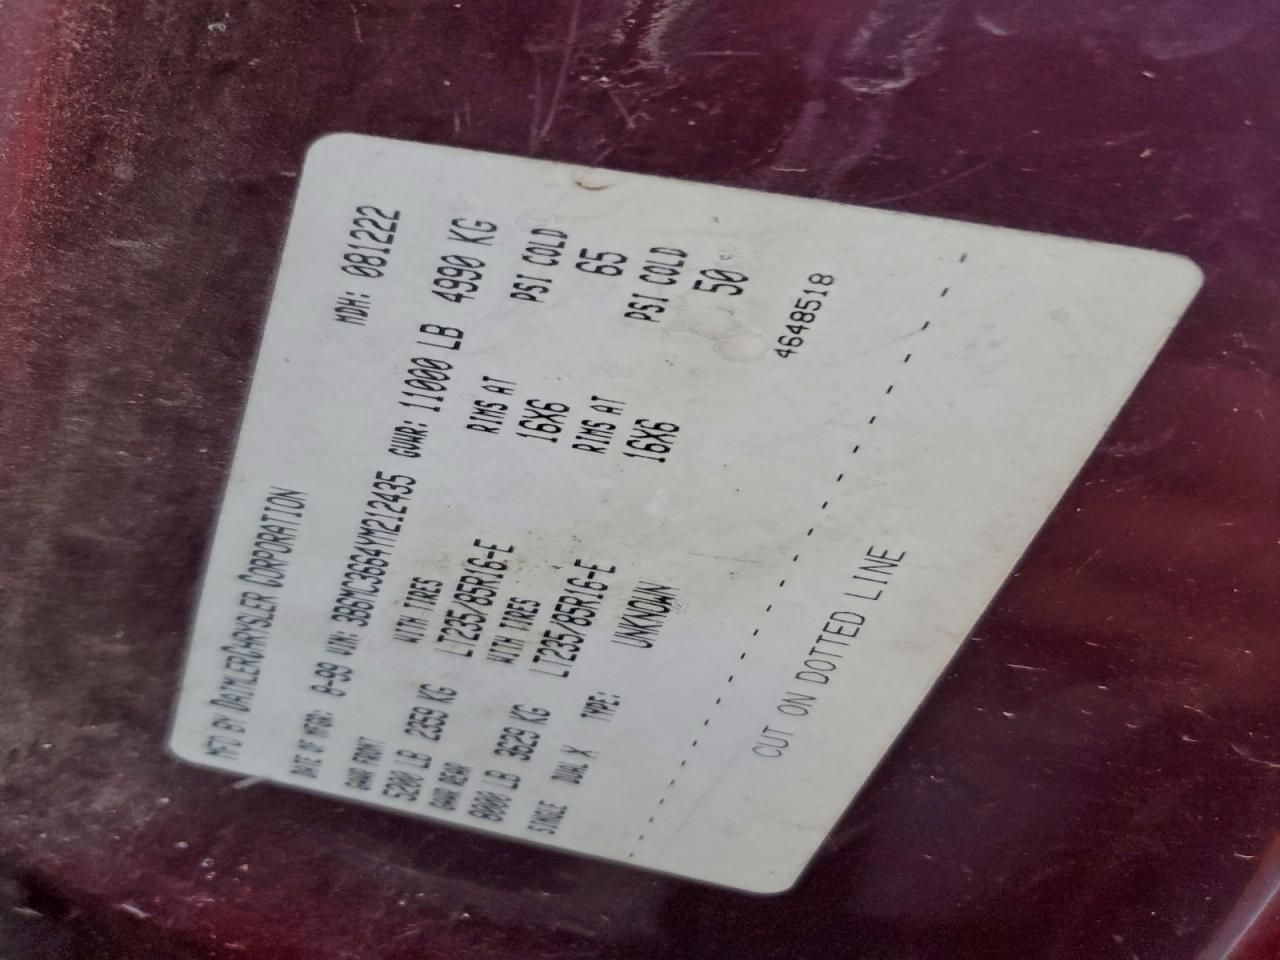 MFD BY DAIMLERCHRYSLER CORPORATION MDH: 081222
DATE OF MFGR: 8-99 VIN: 3B6MC3664YM212435 GVWR: 11000 LB 4990 KG
GAWR FRONT WITH TIRES RIMS AT PSI COLD
5200 LB 2359 KG LT235/85R16-E 16X6 65
GAWR REAR WITH TIRES RIMS AT PSI COLD
8000 LB 3629 KG LT235/85R16-E 16X6 50
SINGLE DUAL X TYPE: UNKNOWN
4648518
CUT ON DOTTED LINE